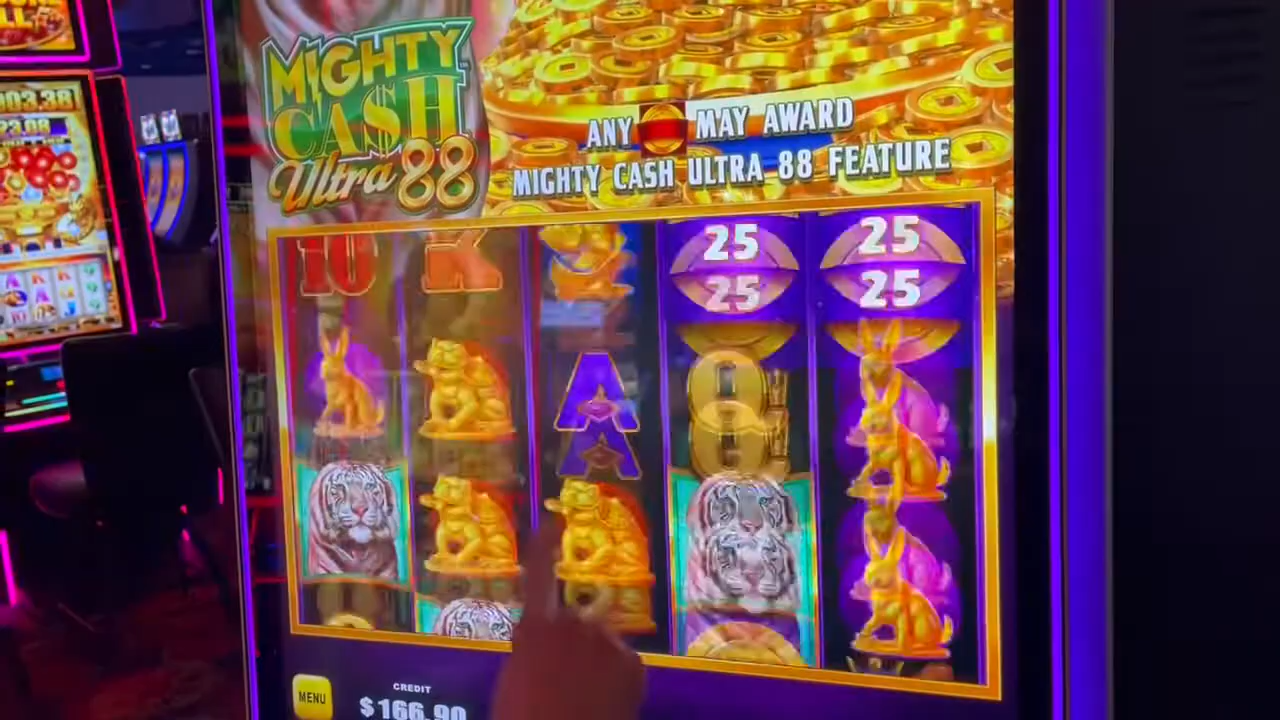 MIGHTY
CA$H
Ultra 88
ANY MAY AWARD
MIGHTY CASH ULTRA 88 FEATURE
10
K
25
25
25
25
A
A
Q
Q
MENU
CREDIT
$166.90